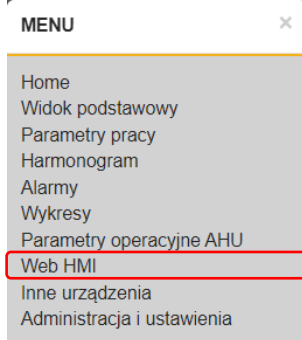 MENU ×
Home
Widok podstawowy
Parametry pracy
Harmonogram
Alarmy
Wykresy
Parametry operacyjne AHU
Web HMI
Inne urządzenia
Administracja i ustawienia